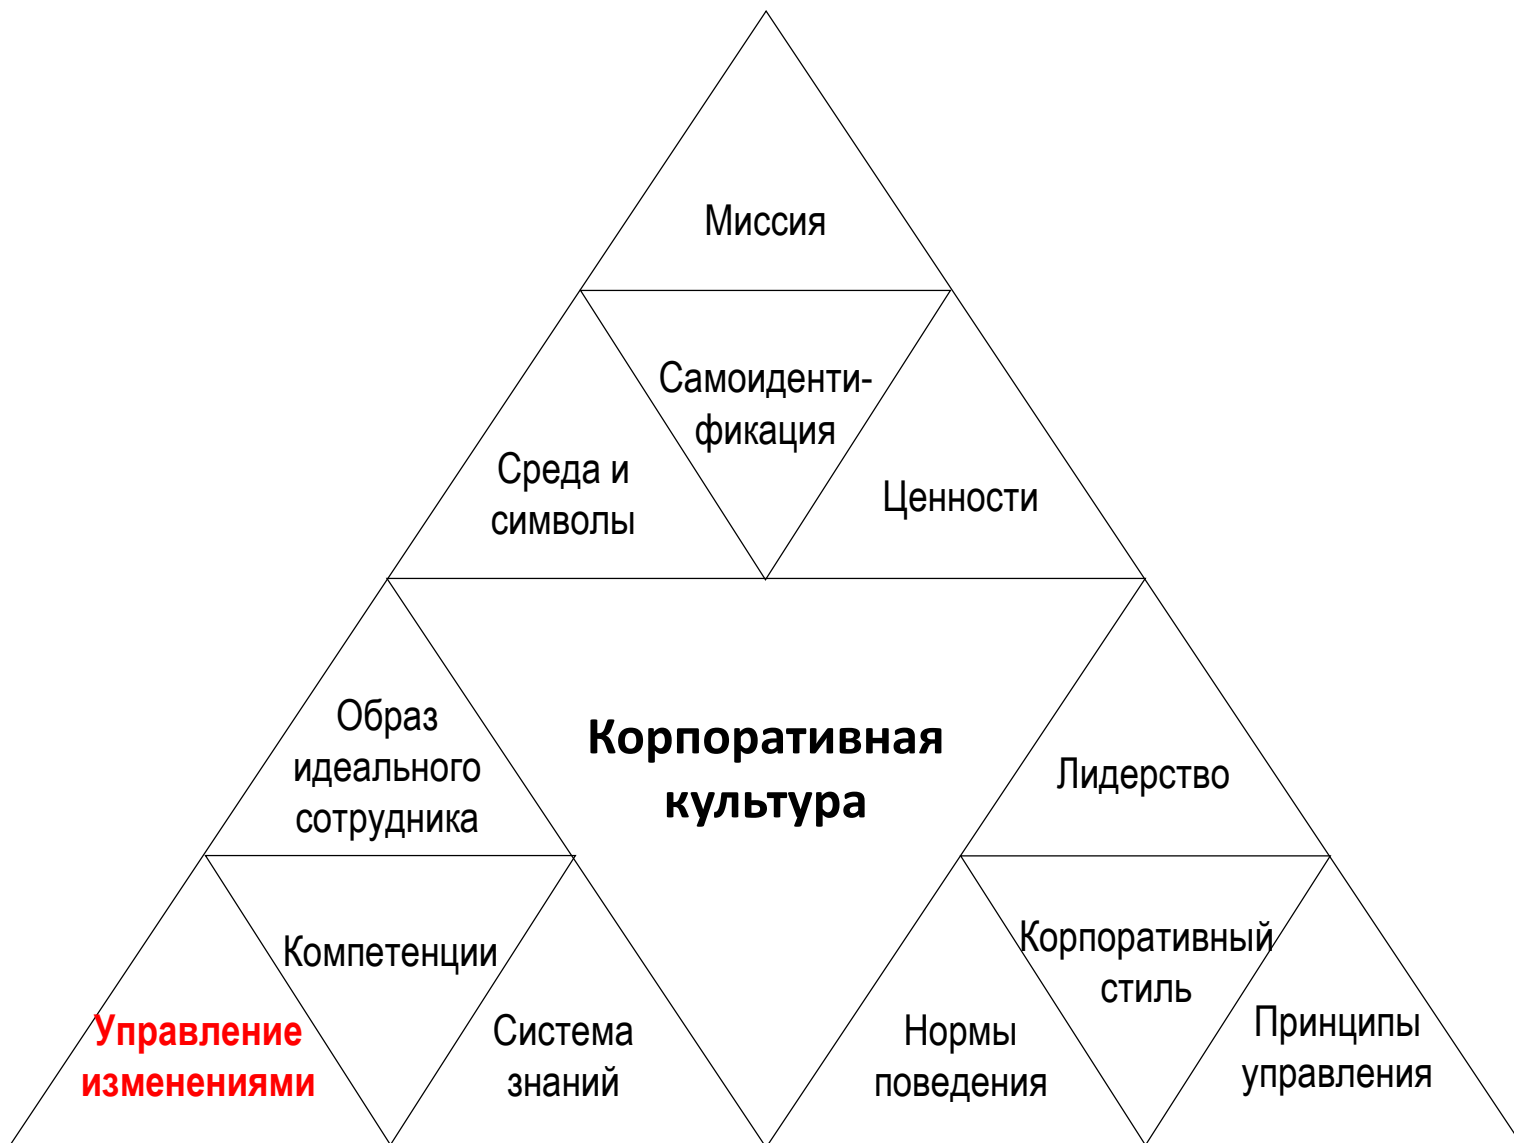 Миссия
Самоиденти-
фикация
Среда и
символы
Ценности
Образ
идеального
сотрудника
Корпоративная
культура
Лидерство
Компетенции
Корпоративный
стиль
Управление
изменениями
Система
знаний
Нормы
поведения
Принципы
управления